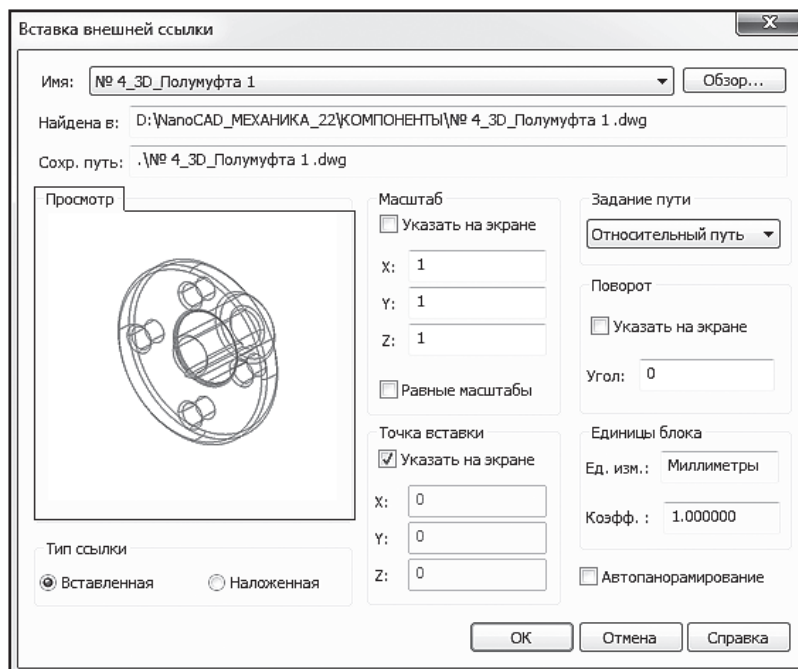 Вставка внешней ссылки
X
Имя: № 4_3D_Полумуфта 1
Обзор...
Найдена в: D:\NanoCAD_МЕХАНИКА_22\КОМПОНЕНТЫ\№ 4_3D_Полумуфта 1 .dwg
Сохр. путь: .\№ 4_3D_Полумуфта 1 .dwg
Просмотр
Масштаб
Указать на экране
X: 1
Y: 1
Z: 1
Равные масштабы
Задание пути
Относительный путь
Поворот
Указать на экране
Угол: 0
Точка вставки
Указать на экране
X: 0
Y: 0
Z: 0
Единицы блока
Ед. изм.: Миллиметры
Коэфф. : 1.000000
Тип ссылки
Вставленная
Наложенная
Автопанорамирование
ОК
Отмена
Справка